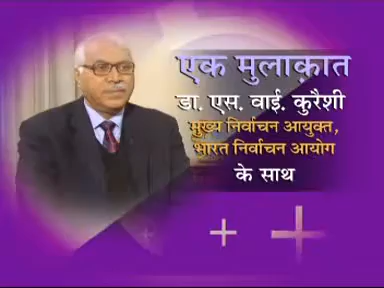 एक मुलाक़ात
डा. एस. वाई. कुरैशी
मुख्य निर्वाचन आयुक्त,
भारत निर्वाचन आयोग
के साथ